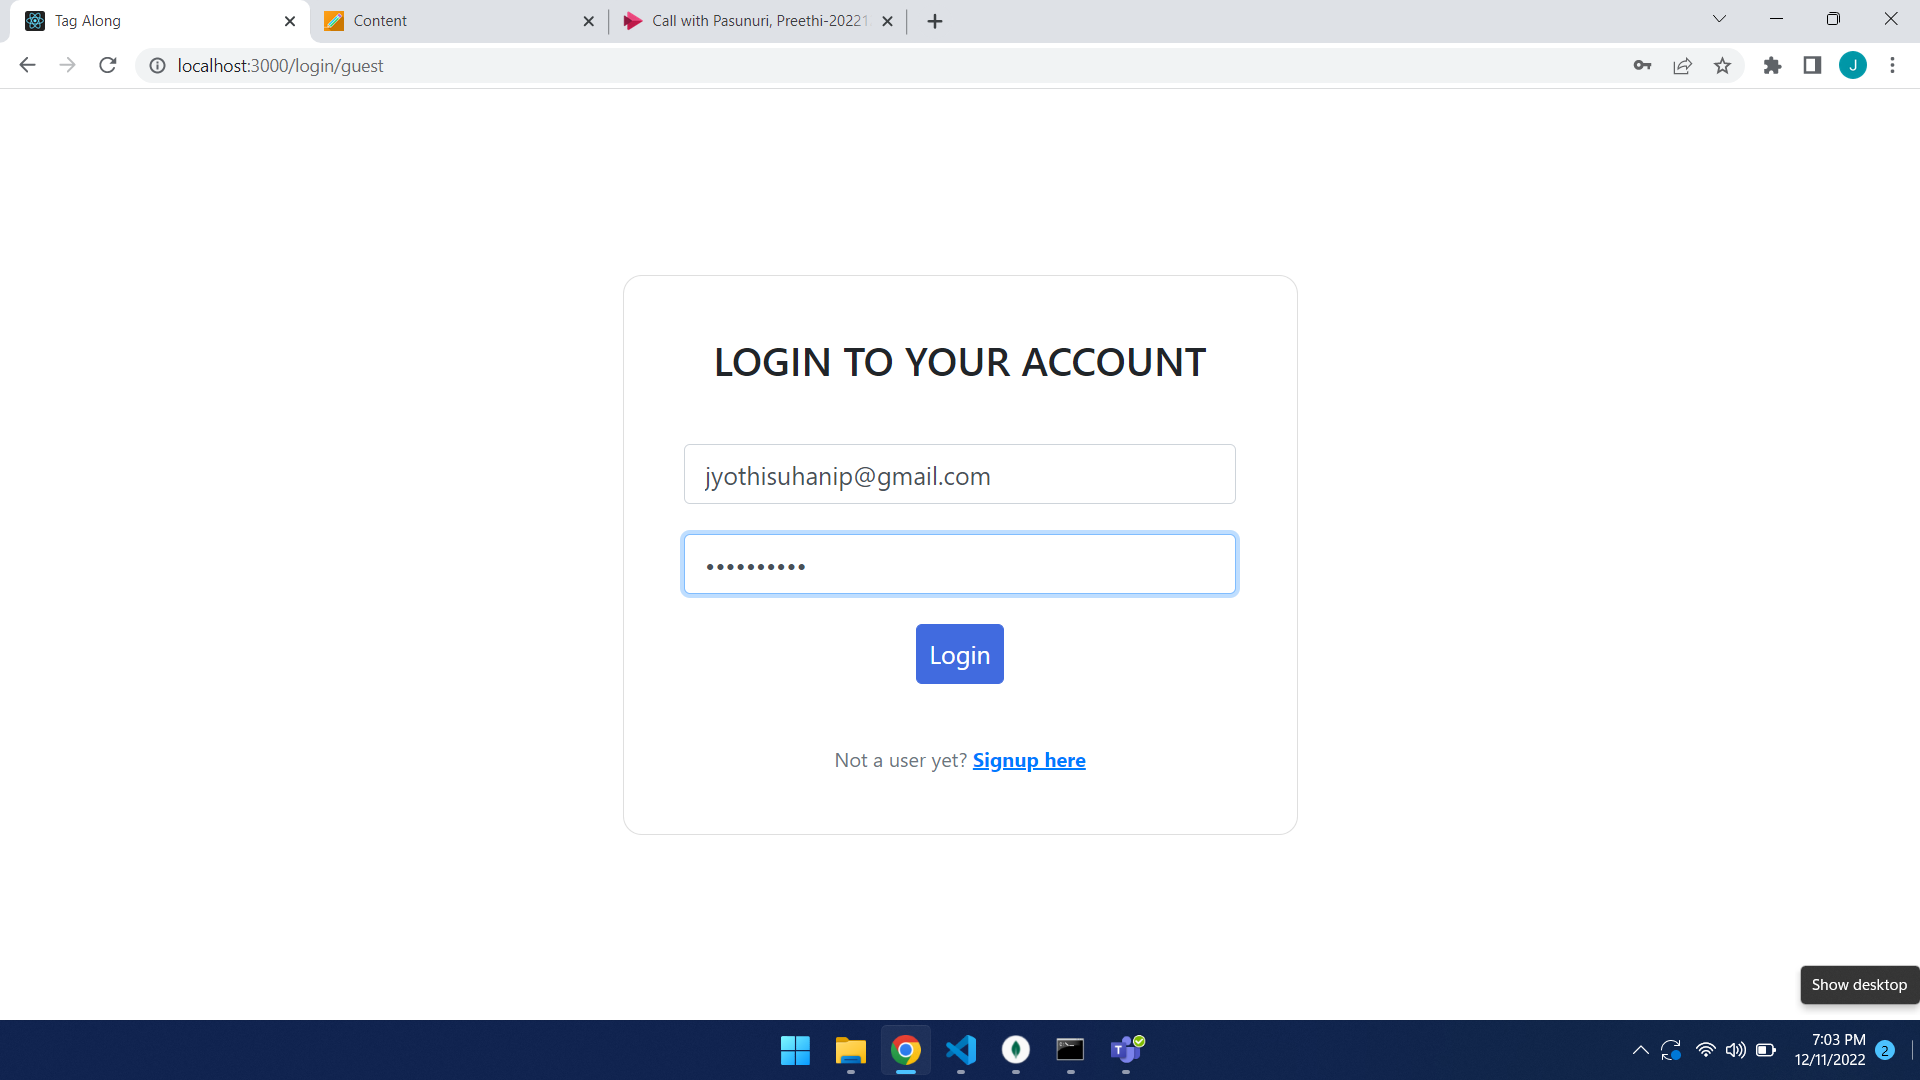 Tag Along
Content
Call with Pasunuri, Preethi-20221
localhost:3000/login/guest
J
LOGIN TO YOUR ACCOUNT
jyothisuhanip@gmail.com
••••••••••
Login
Not a user yet? Signup here
Show desktop
7:03 PM
12/11/2022
2